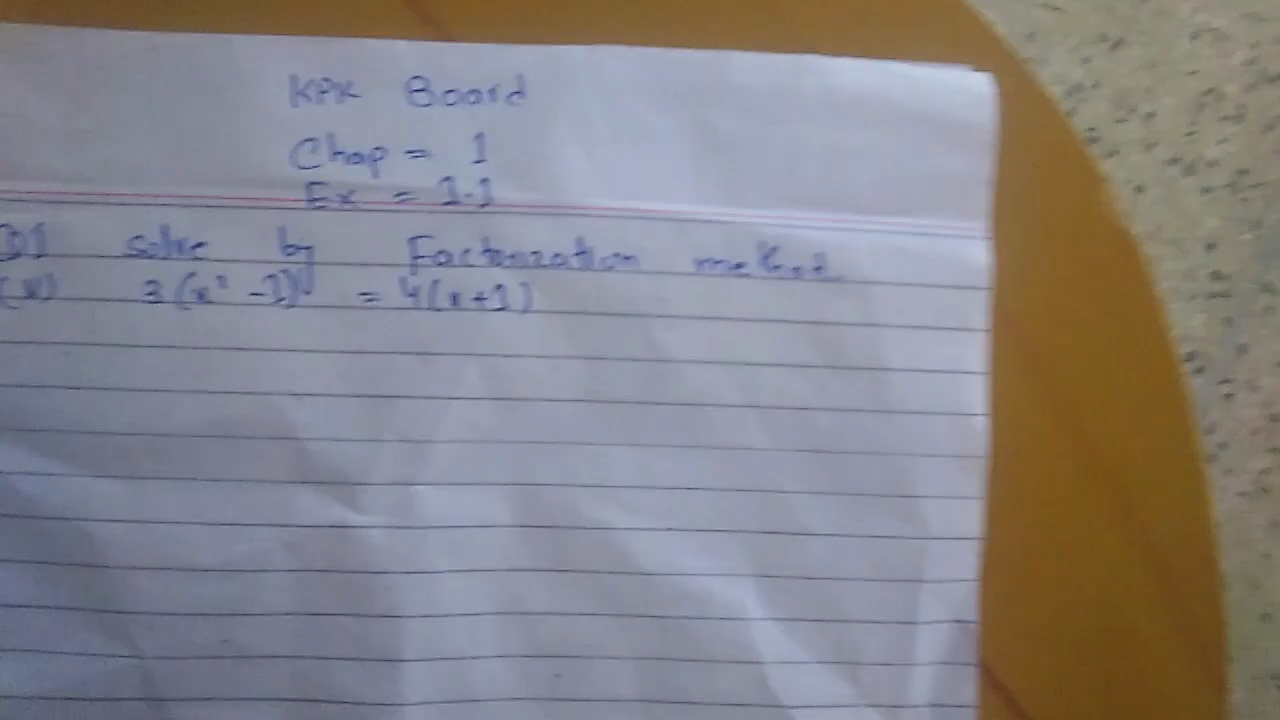 KPK Board
Chap = 1
Ex = 1.1
Q1 solve by Factorization method
(v) 3(x² - 1) = 4(x+1)